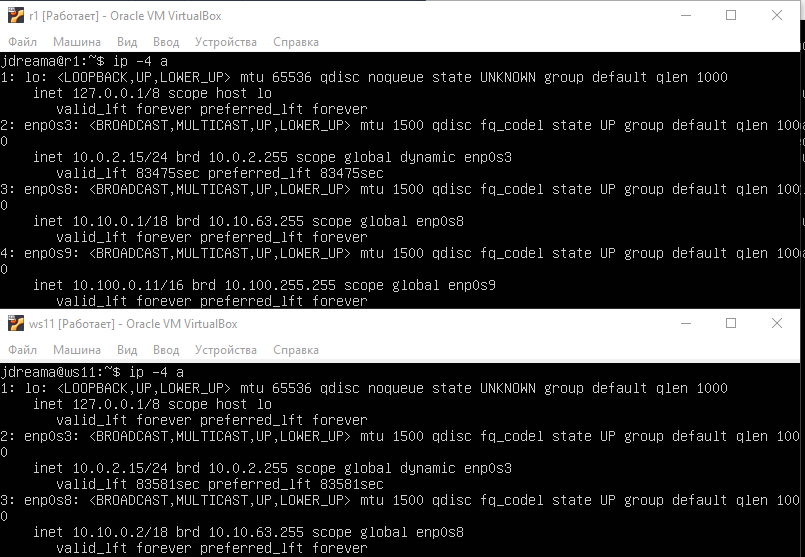 r1 [Работает] - Oracle VM VirtualBox
Файл Машина Вид Ввод Устройства Справка
jdreama@r1:~$ ip -4 a
1: lo: <LOOPBACK,UP,LOWER_UP> mtu 65536 qdisc noqueue state UNKNOWN group default qlen 1000
    inet 127.0.0.1/8 scope host lo
       valid_lft forever preferred_lft forever
2: enp0s3: <BROADCAST,MULTICAST,UP,LOWER_UP> mtu 1500 qdisc fq_codel state UP group default qlen 100
0
    inet 10.0.2.15/24 brd 10.0.2.255 scope global dynamic enp0s3
       valid_lft 83475sec preferred_lft 83475sec
3: enp0s8: <BROADCAST,MULTICAST,UP,LOWER_UP> mtu 1500 qdisc fq_codel state UP group default qlen 100
0
    inet 10.10.0.1/18 brd 10.10.63.255 scope global enp0s8
       valid_lft forever preferred_lft forever
4: enp0s9: <BROADCAST,MULTICAST,UP,LOWER_UP> mtu 1500 qdisc fq_codel state UP group default qlen 100
0
    inet 10.100.0.11/16 brd 10.100.255.255 scope global enp0s9
       valid_lft forever preferred_lft forever
ws11 [Работает] - Oracle VM VirtualBox
Файл Машина Вид Ввод Устройства Справка
jdreama@ws11:~$ ip -4 a
1: lo: <LOOPBACK,UP,LOWER_UP> mtu 65536 qdisc noqueue state UNKNOWN group default qlen 1000
    inet 127.0.0.1/8 scope host lo
       valid_lft forever preferred_lft forever
2: enp0s3: <BROADCAST,MULTICAST,UP,LOWER_UP> mtu 1500 qdisc fq_codel state UP group default qlen 100
0
    inet 10.0.2.15/24 brd 10.0.2.255 scope global dynamic enp0s3
       valid_lft 83581sec preferred_lft 83581sec
3: enp0s8: <BROADCAST,MULTICAST,UP,LOWER_UP> mtu 1500 qdisc fq_codel state UP group default qlen 100
0
    inet 10.10.0.2/18 brd 10.10.63.255 scope global enp0s8
       valid_lft forever preferred_lft forever